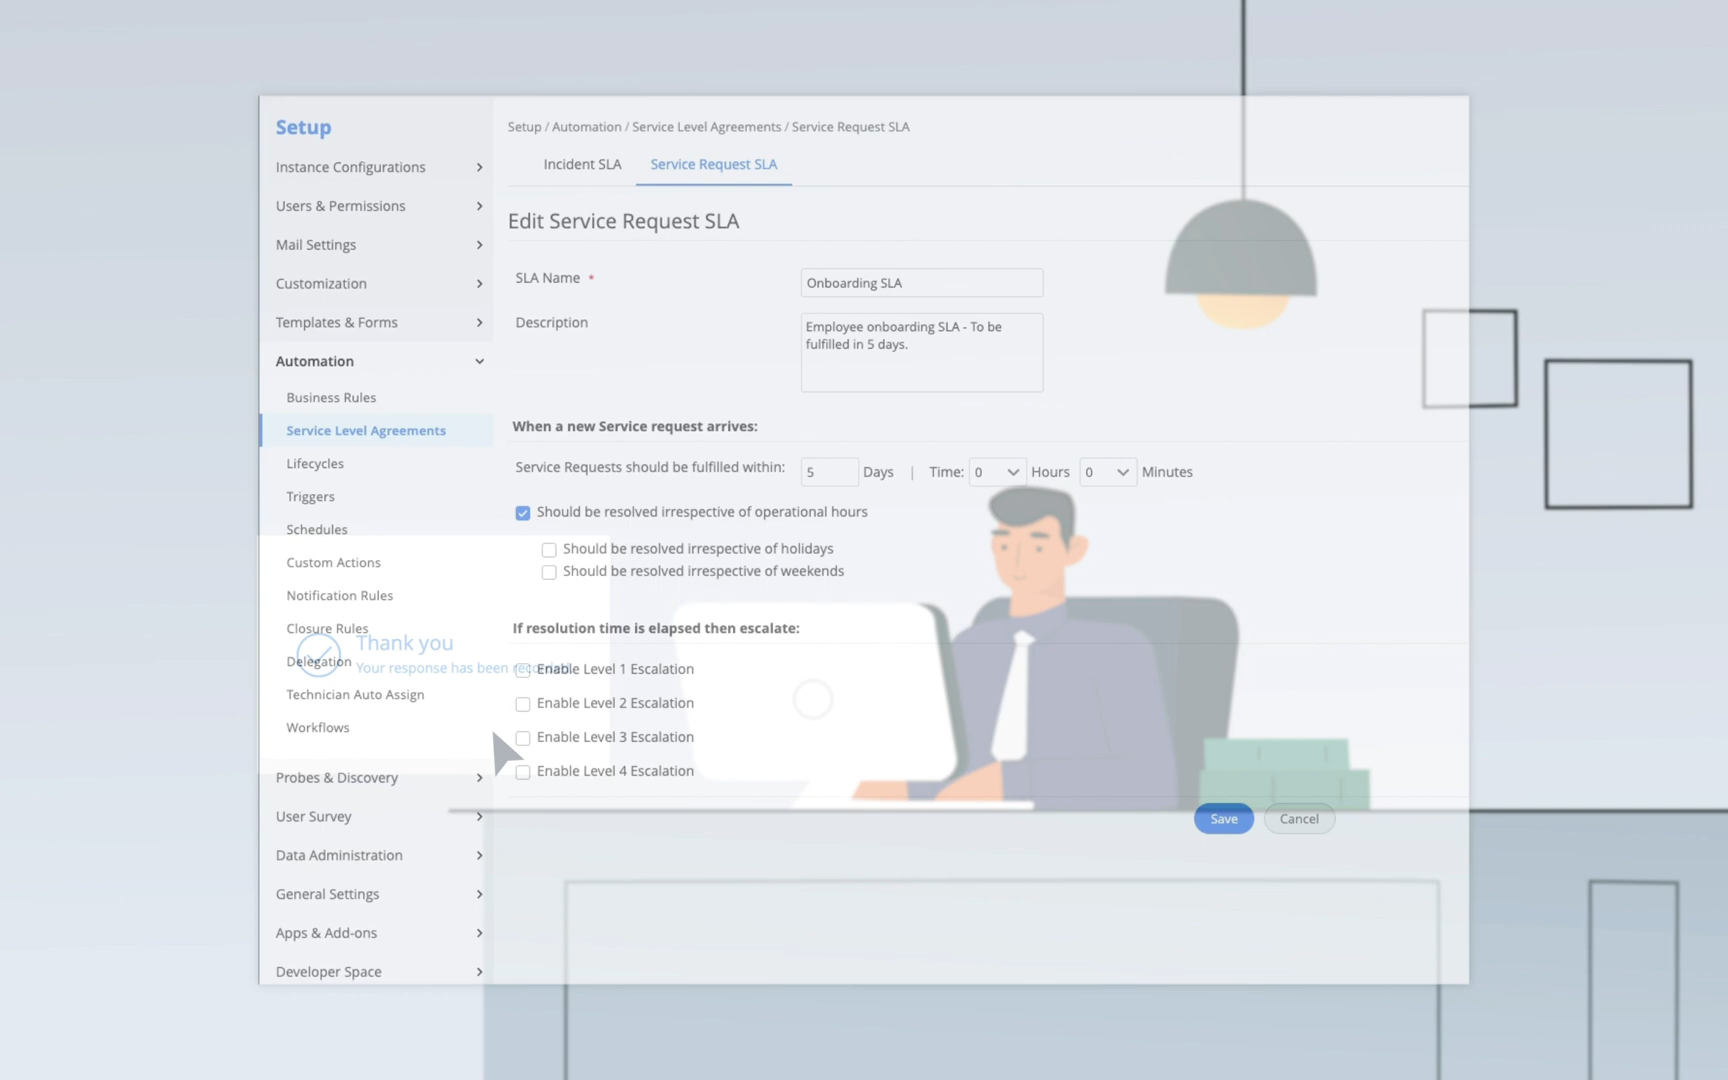 Setup
Instance Configurations
Users & Permissions
Mail Settings
Customization
Templates & Forms
Automation
Business Rules
Service Level Agreements
Lifecycles
Triggers
Schedules
Custom Actions
Notification Rules
Closure Rules
Delegation
Technician Auto Assign
Workflows
Probes & Discovery
User Survey
Data Administration
General Settings
Apps & Add-ons
Developer Space
Thank you
Your response has been
Setup / Automation / Service Level Agreements / Service Request SLA
Incident SLA Service Request SLA
Edit Service Request SLA
SLA Name * Onboarding SLA
Description
Employee onboarding SLA - To be
fulfilled in 5 days.
When a new Service request arrives:
Service Requests should be fulfilled within: 5 Days | Time: 0 Hours 0 Minutes
Should be resolved irrespective of operational hours
Should be resolved irrespective of holidays
Should be resolved irrespective of weekends
If resolution time is elapsed then escalate:
Enable Level 1 Escalation
Enable Level 2 Escalation
Enable Level 3 Escalation
Enable Level 4 Escalation
Save Cancel